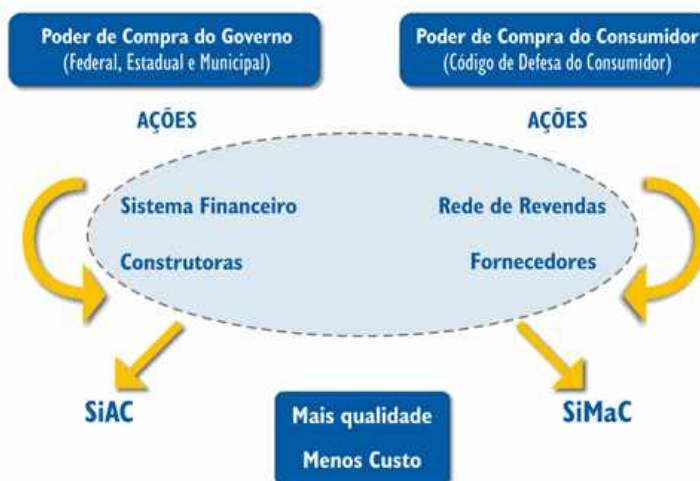 Poder de Compra do Governo
(Federal, Estadual e Municipal)
Poder de Compra do Consumidor
(Código de Defesa do Consumidor)
AÇÕES
AÇÕES
Sistema Financeiro
Rede de Revendas
Construtoras
Fornecedores
SiAC
SiMaC
Mais qualidade
Menos Custo